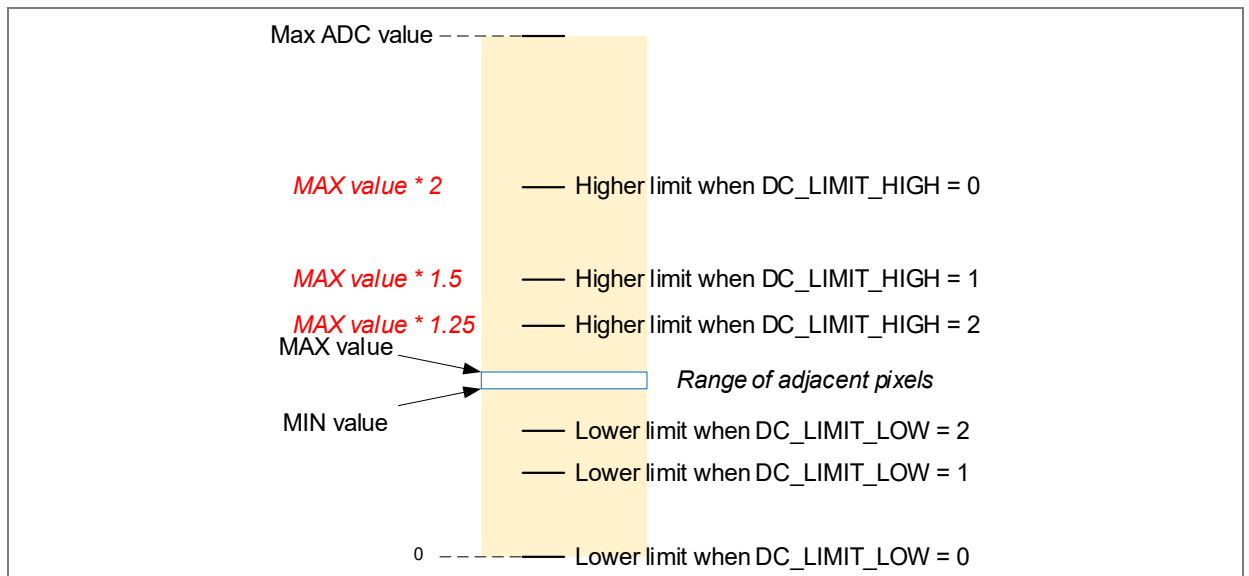 Max ADC value
MAX value * 2 Higher limit when DC_LIMIT_HIGH = 0
MAX value * 1.5 Higher limit when DC_LIMIT_HIGH = 1
MAX value * 1.25 Higher limit when DC_LIMIT_HIGH = 2
MAX value
Range of adjacent pixels
MIN value
Lower limit when DC_LIMIT_LOW = 2
Lower limit when DC_LIMIT_LOW = 1
0 Lower limit when DC_LIMIT_LOW = 0